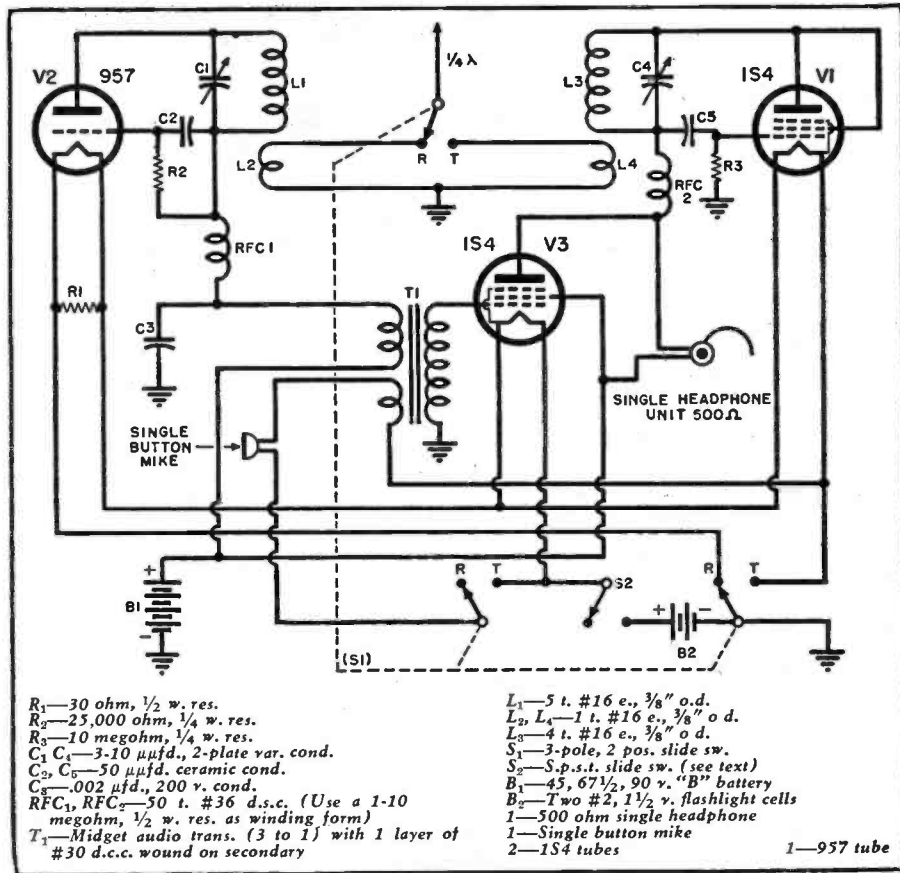 V2
957
C1
L1
1/4 λ
L3
C4
1S4
V1
C2
C5
R2
L2
R
T
L4
R3
RFC 2
RFC 1
1S4
V3
R1
T1
C3
SINGLE HEADPHONE
UNIT 500Ω
SINGLE
BUTTON
MIKE
+
B1
-
R
T
S2
R
T
+
-
B2
(S1)
R₁—30 ohm, ½ w. res.
R₂—25,000 ohm, ¼ w. res.
R₃—10 megohm, ¼ w. res.
C₁ C₄—3-10 μμfd., 2-plate var. cond.
C₂, C₅—50 μμfd. ceramic cond.
C₃—.002 μfd., 200 v. cond.
RFC₁, RFC₂—50 t. #36 d.s.c. (Use a 1-10
megohm, ½ w. res. as winding form)
T₁—Midget audio trans. (3 to 1) with 1 layer of
#30 d.c.c. wound on secondary
L₁—5 t. #16 e., ⅜" o.d.
L₂, L₄—1 t. #16 e., ⅜" o d.
L₃—4 t. #16 e., ⅜" o.d.
S₁—3-pole, 2 pos. slide sw.
S₂—S.p.s.t. slide sw. (see text)
B₁—45, 67½, 90 v. "B" battery
B₂—Two #2, 1½ v. flashlight cells
1—500 ohm single headphone
1—Single button mike
2—1S4 tubes
1—957 tube